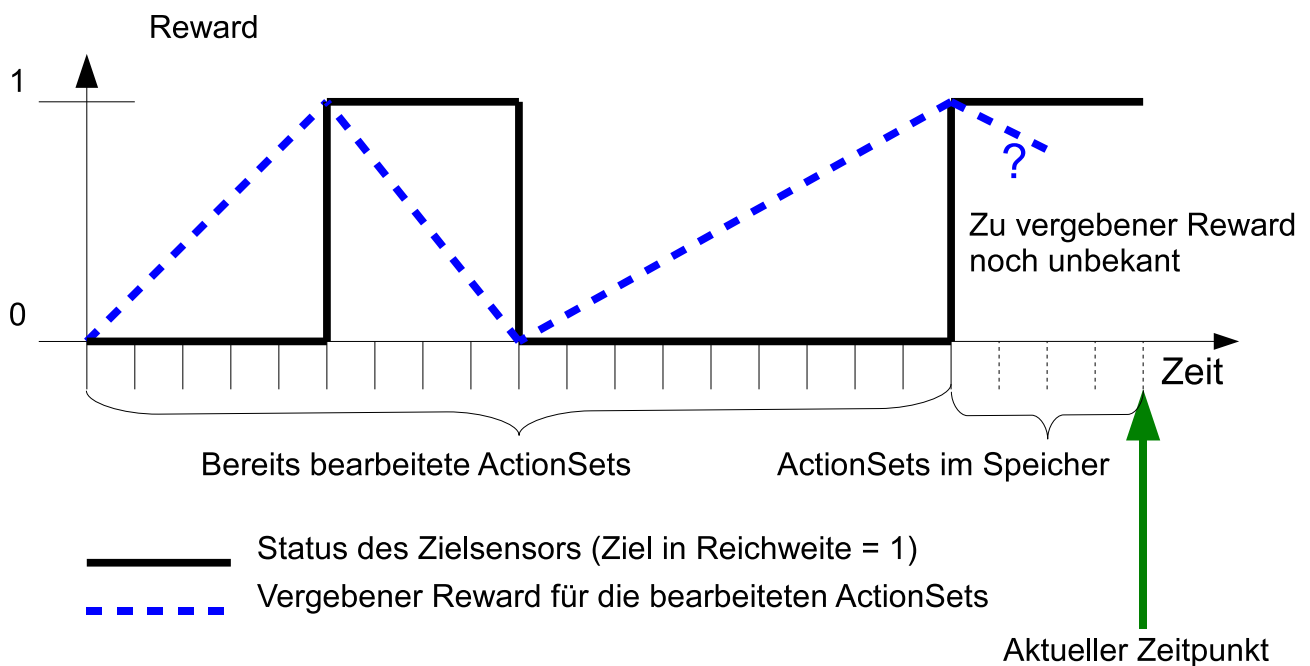 Reward
1
?
Zu vergebener Reward
noch unbekant
0
Zeit
Bereits bearbeitete ActionSets
ActionSets im Speicher
Status des Zielsensors (Ziel in Reichweite = 1)
Vergebener Reward für die bearbeiteten ActionSets
Aktueller Zeitpunkt